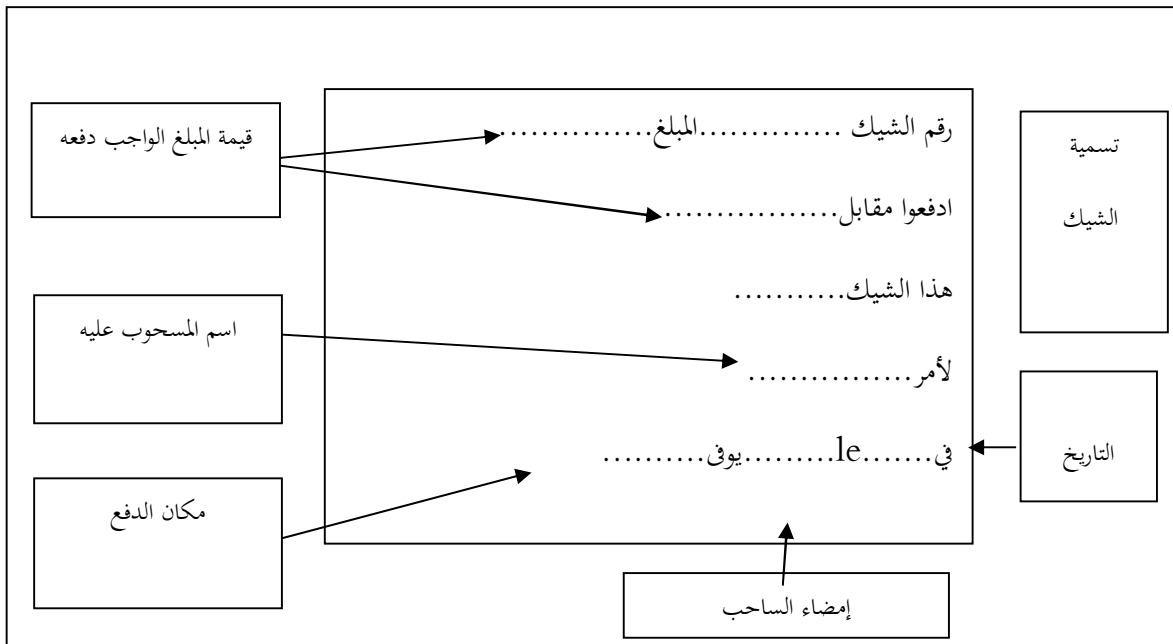 تسمية
الشيك
رقم الشيك .............المبلغ...............
قيمة المبلغ الواجب دفعه
ادفعوا مقابل.................
هذا الشيك...........
اسم المسحوب عليه
لأمر................
التاريخ
في.......le.........يوفى..........
مكان الدفع
إمضاء الساحب